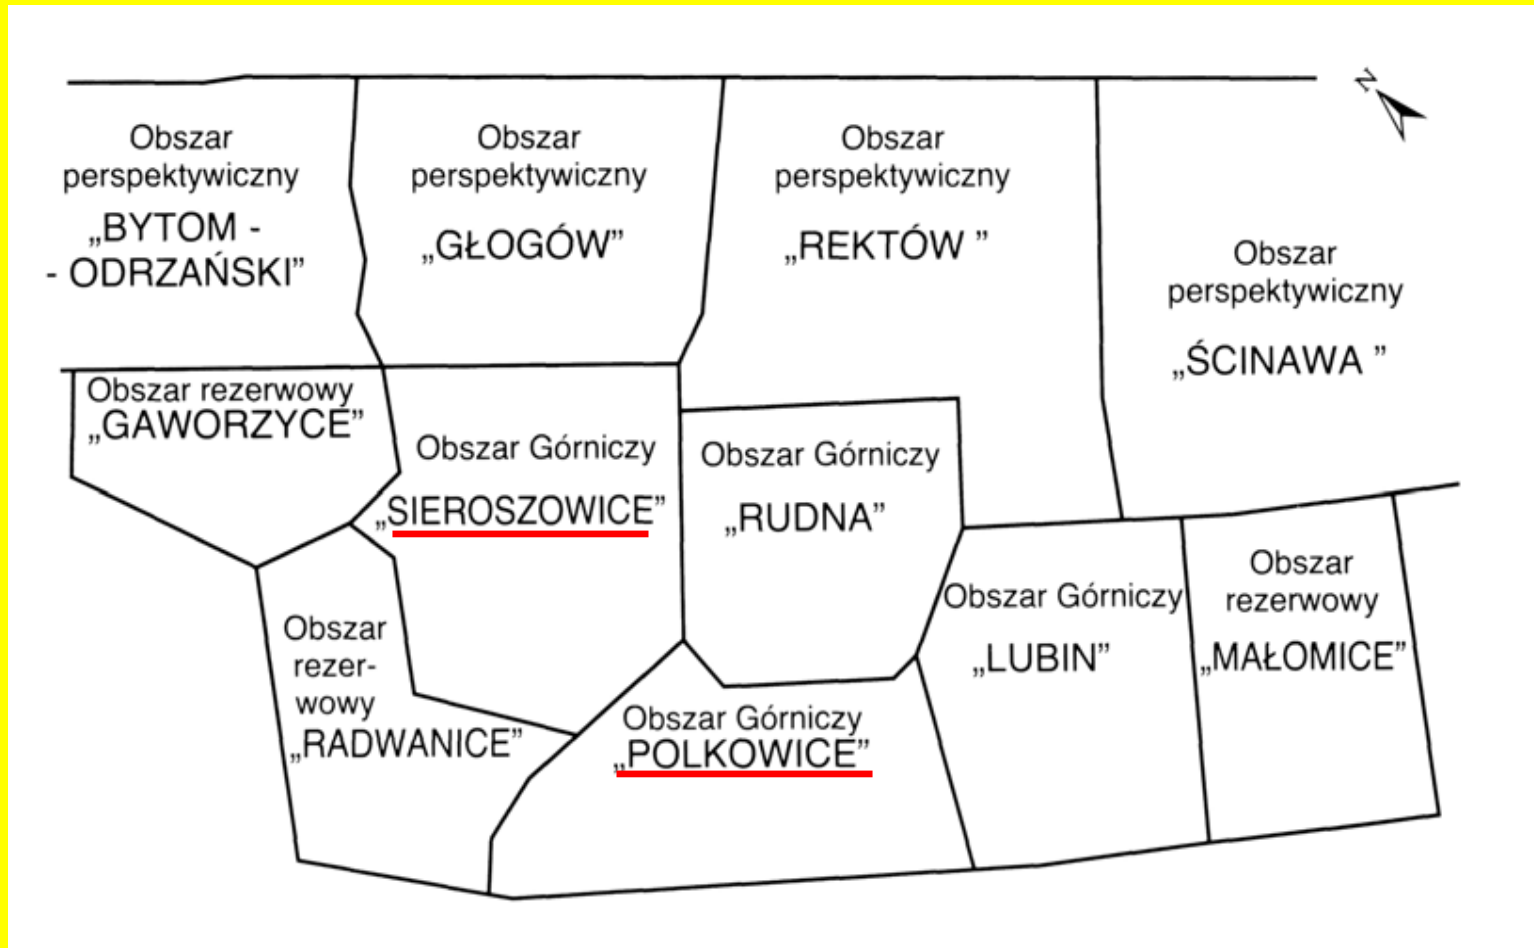 N
Obszar
perspektywiczny
„BYTOM -
- ODRZAŃSKI”
Obszar
perspektywiczny
„GŁOGÓW”
Obszar
perspektywiczny
„REKTÓW ”
Obszar
perspektywiczny
„ŚCINAWA ”
Obszar rezerwowy
„GAWORZYCE”
Obszar Górniczy
„SIEROSZOWICE”
Obszar Górniczy
„RUDNA”
Obszar Górniczy
„LUBIN”
Obszar
rezerwowy
„MAŁOMICE”
Obszar
rezer-
wowy
„RADWANICE”
Obszar Górniczy
„POLKOWICE”